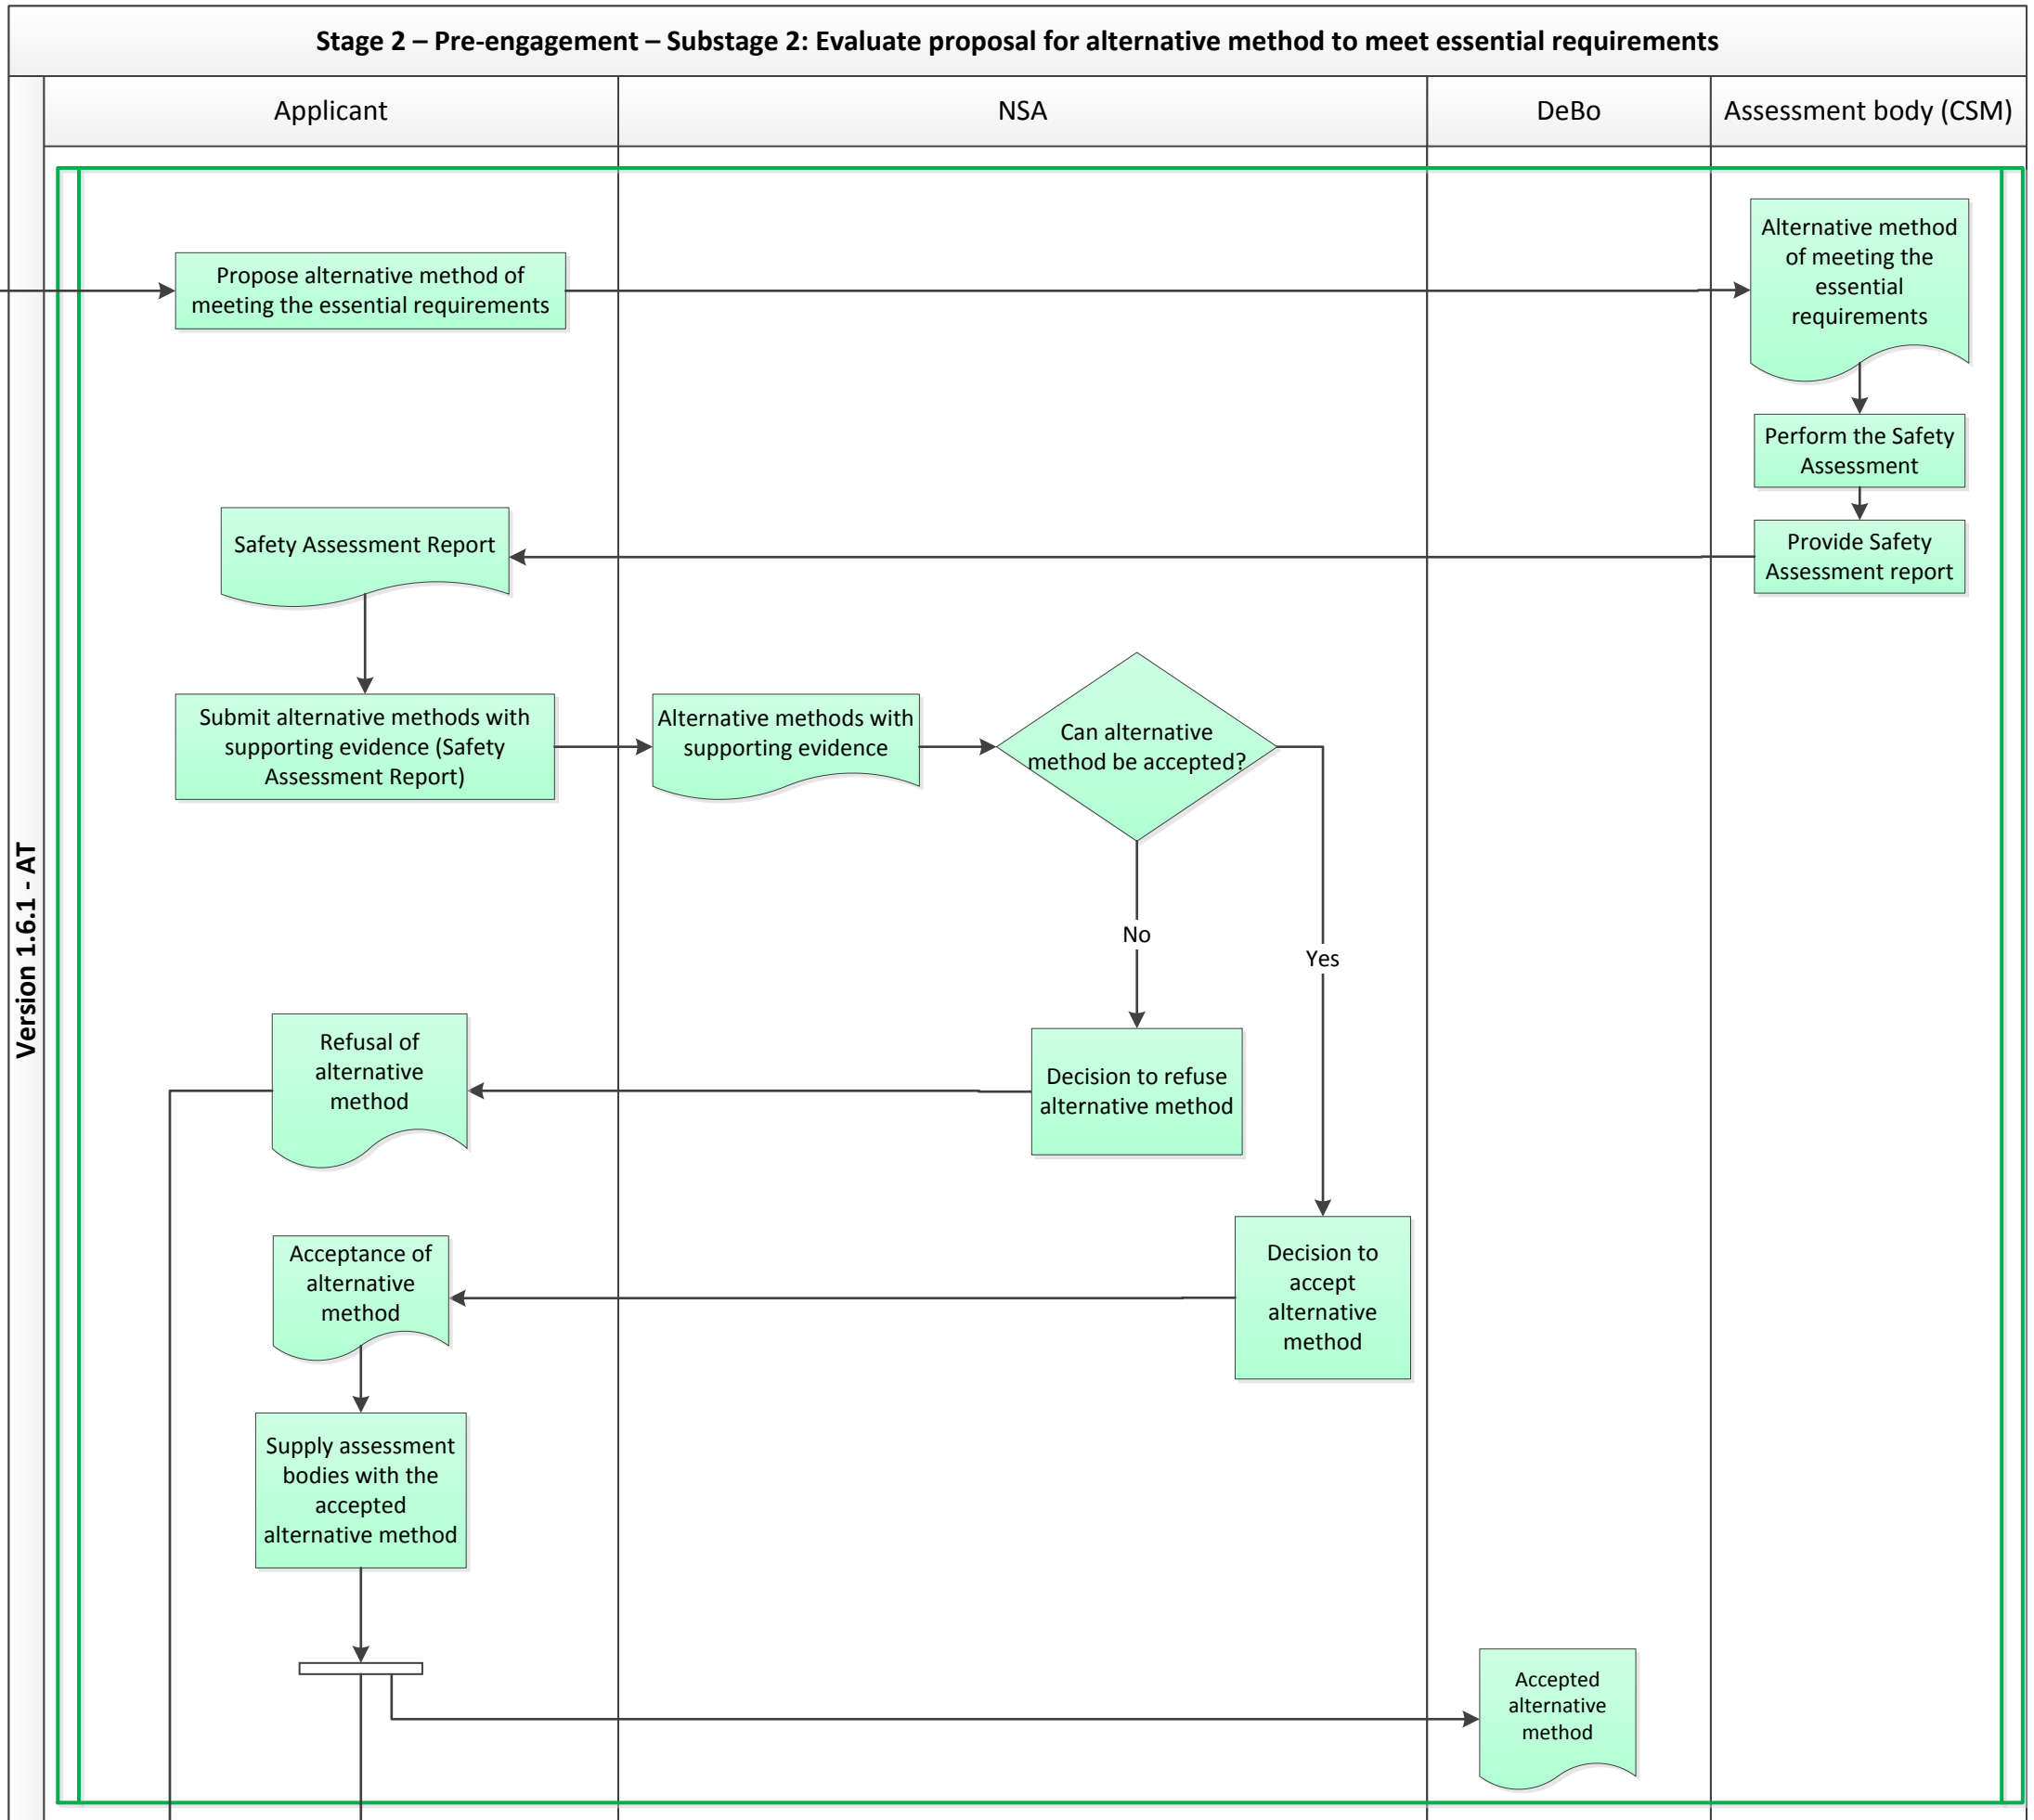 Stage 2 – Pre-engagement – Substage 2: Evaluate proposal for alternative method to meet essential requirements
Applicant
NSA
DeBo
Assessment body (CSM)
Version 1.6.1 - AT
Propose alternative method of
meeting the essential requirements
Alternative method
of meeting the
essential
requirements
Perform the Safety
Assessment
Safety Assessment Report
Provide Safety
Assessment report
Submit alternative methods with
supporting evidence (Safety
Assessment Report)
Alternative methods with
supporting evidence
Can alternative
method be accepted?
No
Yes
Refusal of
alternative
method
Decision to refuse
alternative method
Acceptance of
alternative
method
Decision to
accept
alternative
method
Supply assessment
bodies with the
accepted
alternative method
Accepted
alternative
method